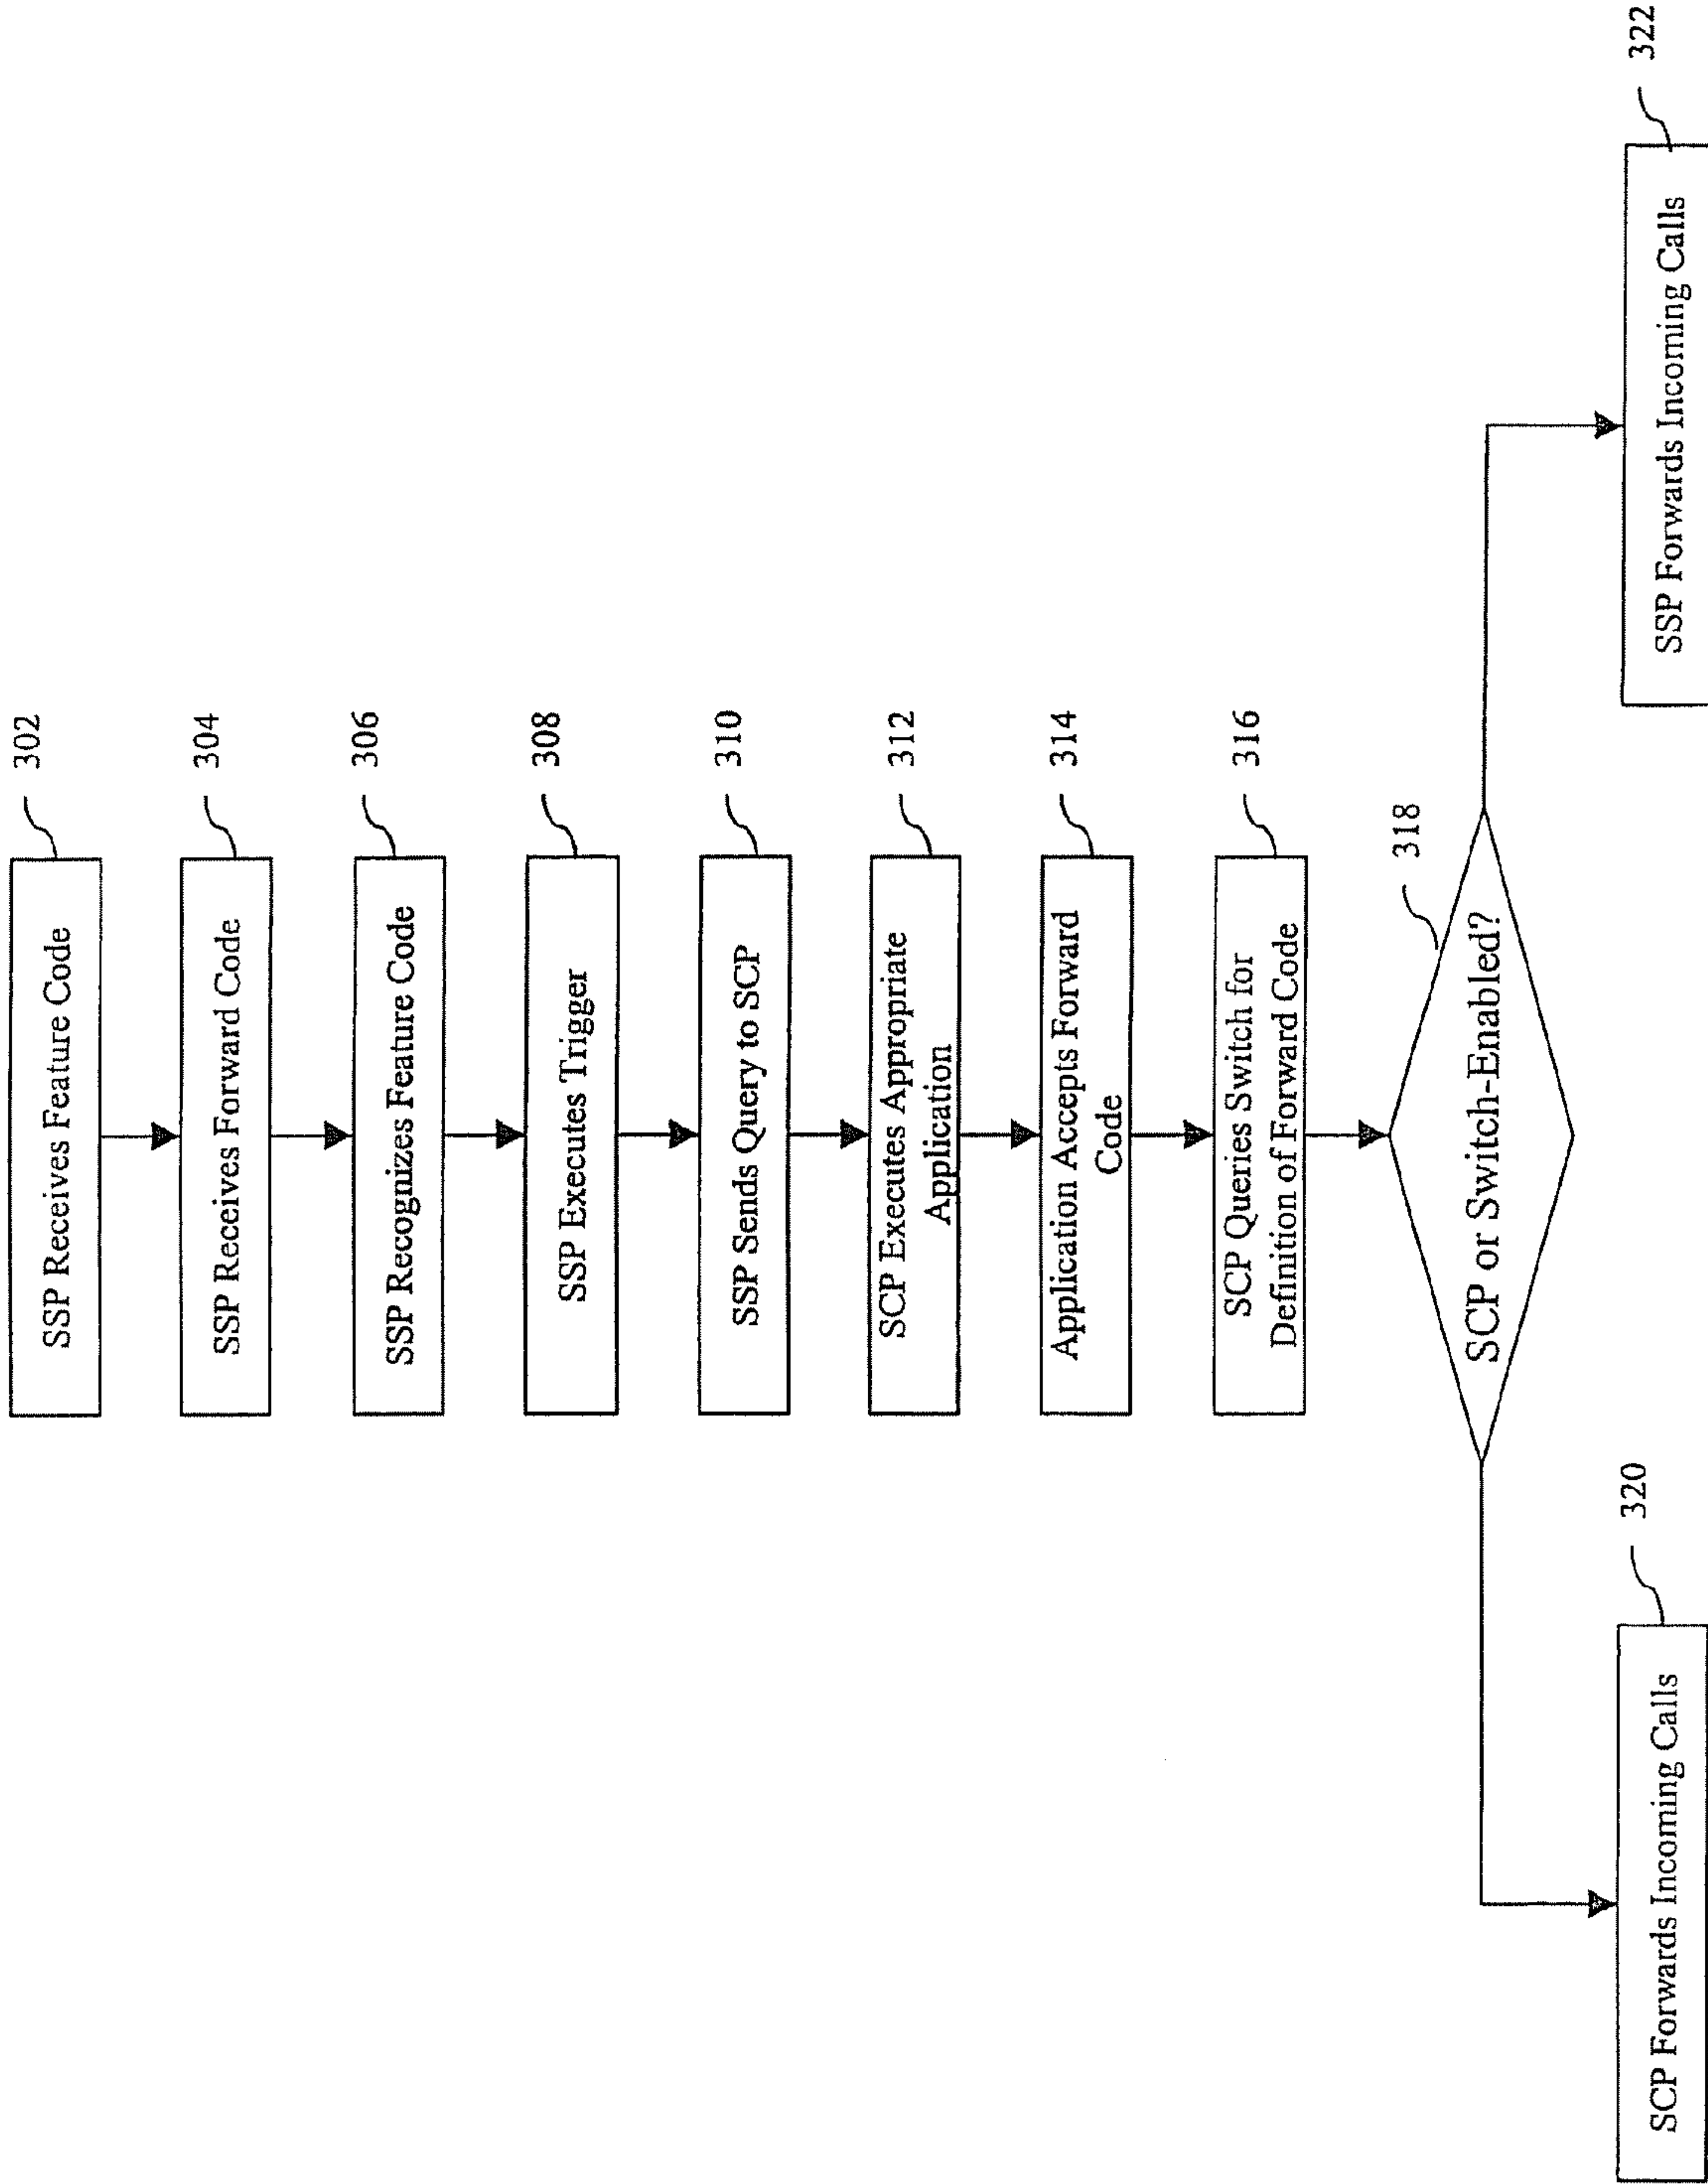 SSP Receives Feature Code
302
SSP Receives Forward Code
304
SSP Recognizes Feature Code
306
SSP Executes Trigger
308
SSP Sends Query to SCP
310
SCP Executes Appropriate
Application
312
Application Accepts Forward
Code
314
SCP Queries Switch for
Definition of Forward Code
316
SCP or Switch-Enabled?
318
SCP Forwards Incoming Calls
320
SSP Forwards Incoming Calls
322